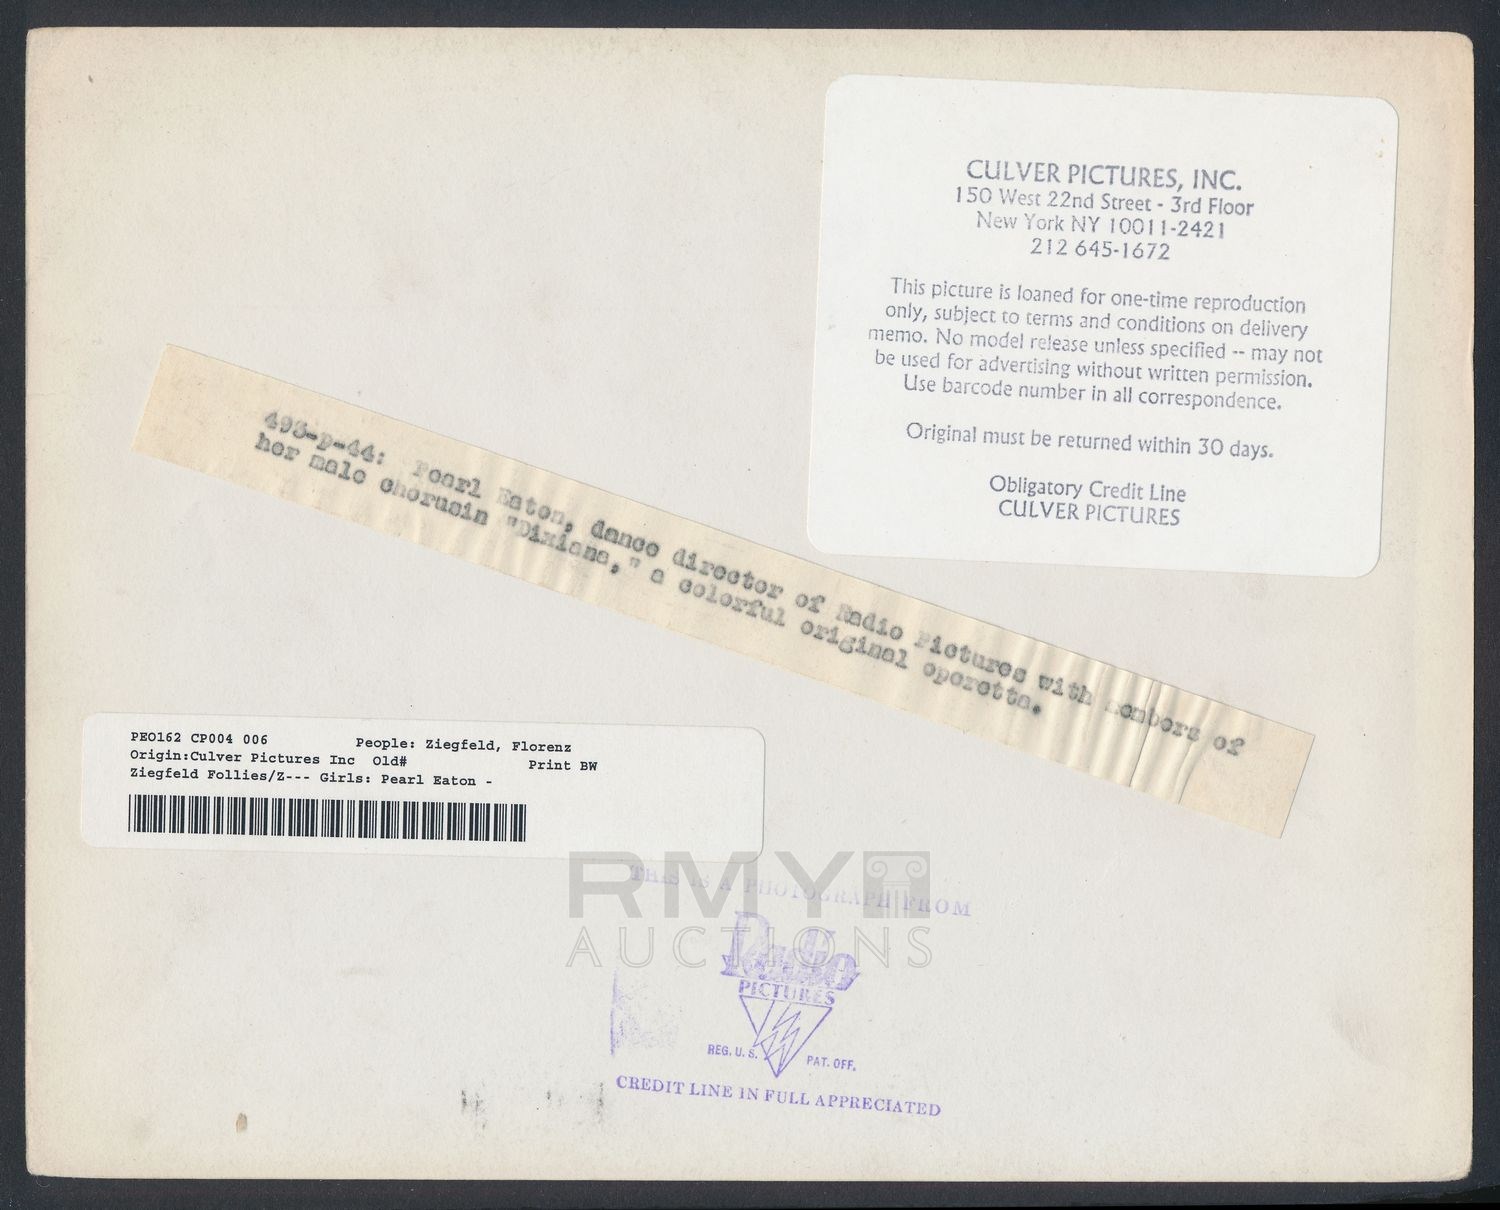 CULVER PICTURES, INC.
150 West 22nd Street - 3rd Floor
New York NY 10011-2421
212 645-1672
This picture is loaned for one-time reproduction
only, subject to terms and conditions on delivery
memo. No model release unless specified -- may not
be used for advertising without written permission.
Use barcode number in all correspondence.
Original must be returned within 30 days.
Obligatory Credit Line
CULVER PICTURES
493-p-44: Pearl Eaton, dance director of Radio Pictures with members of
her male chorusin "Dixiana," a colorful original operetta.
PEO162 CP004 006 People: Ziegfeld, Florenz
Origin:Culver Pictures Inc Old# Print BW
Ziegfeld Follies/Z--- Girls: Pearl Eaton -
RMY
AUCTIONS
THIS IS A PHOTOGRAPH FROM
Radio
PICTURES
REG. U. S. PAT. OFF.
CREDIT LINE IN FULL APPRECIATED